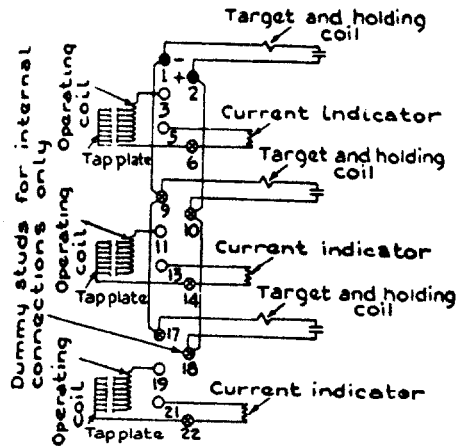 Target and holding
coil
- +
1 2
Operating
coil
3
5
Tap plate
6
Current indicator
Target and holding
coil
9
10
Operating
coil
11
13
Tap plate
14
Current indicator
Target and holding
coil
17
18
Dummy studs for internal
connections only
Operating
coil
19
21
Tap plate
22
Current indicator